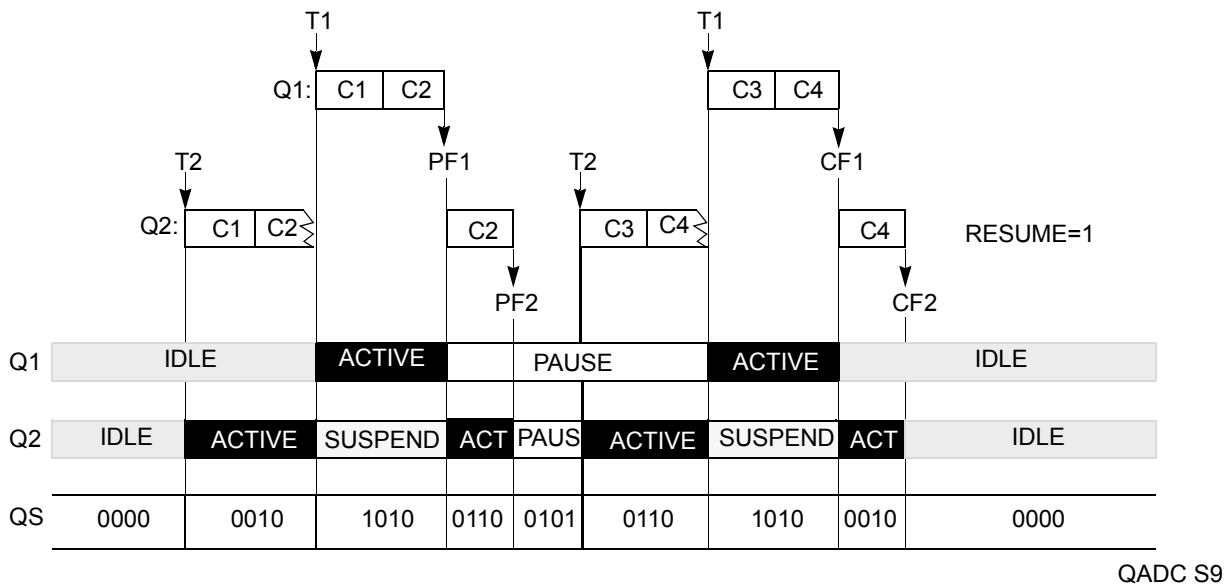 T1 T1
Q1: C1 C2 C3 C4
T2 PF1 T2 CF1
Q2: C1 C2 C2 C3 C4 C4 RESUME=1
PF2 CF2
Q1 IDLE ACTIVE PAUSE ACTIVE IDLE
Q2 IDLE ACTIVE SUSPEND ACT PAUS ACTIVE SUSPEND ACT IDLE
QS 0000 0010 1010 0110 0101 0110 1010 0010 0000
QADC S9